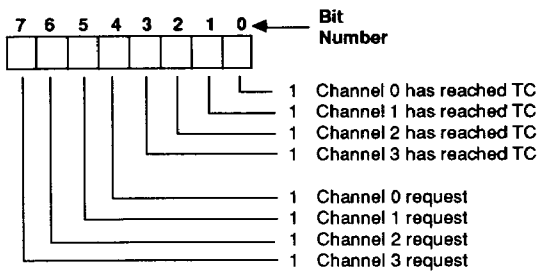 7 6 5 4 3 2 1 0 Bit
Number
1 Channel 0 has reached TC
1 Channel 1 has reached TC
1 Channel 2 has reached TC
1 Channel 3 has reached TC
1 Channel 0 request
1 Channel 1 request
1 Channel 2 request
1 Channel 3 request